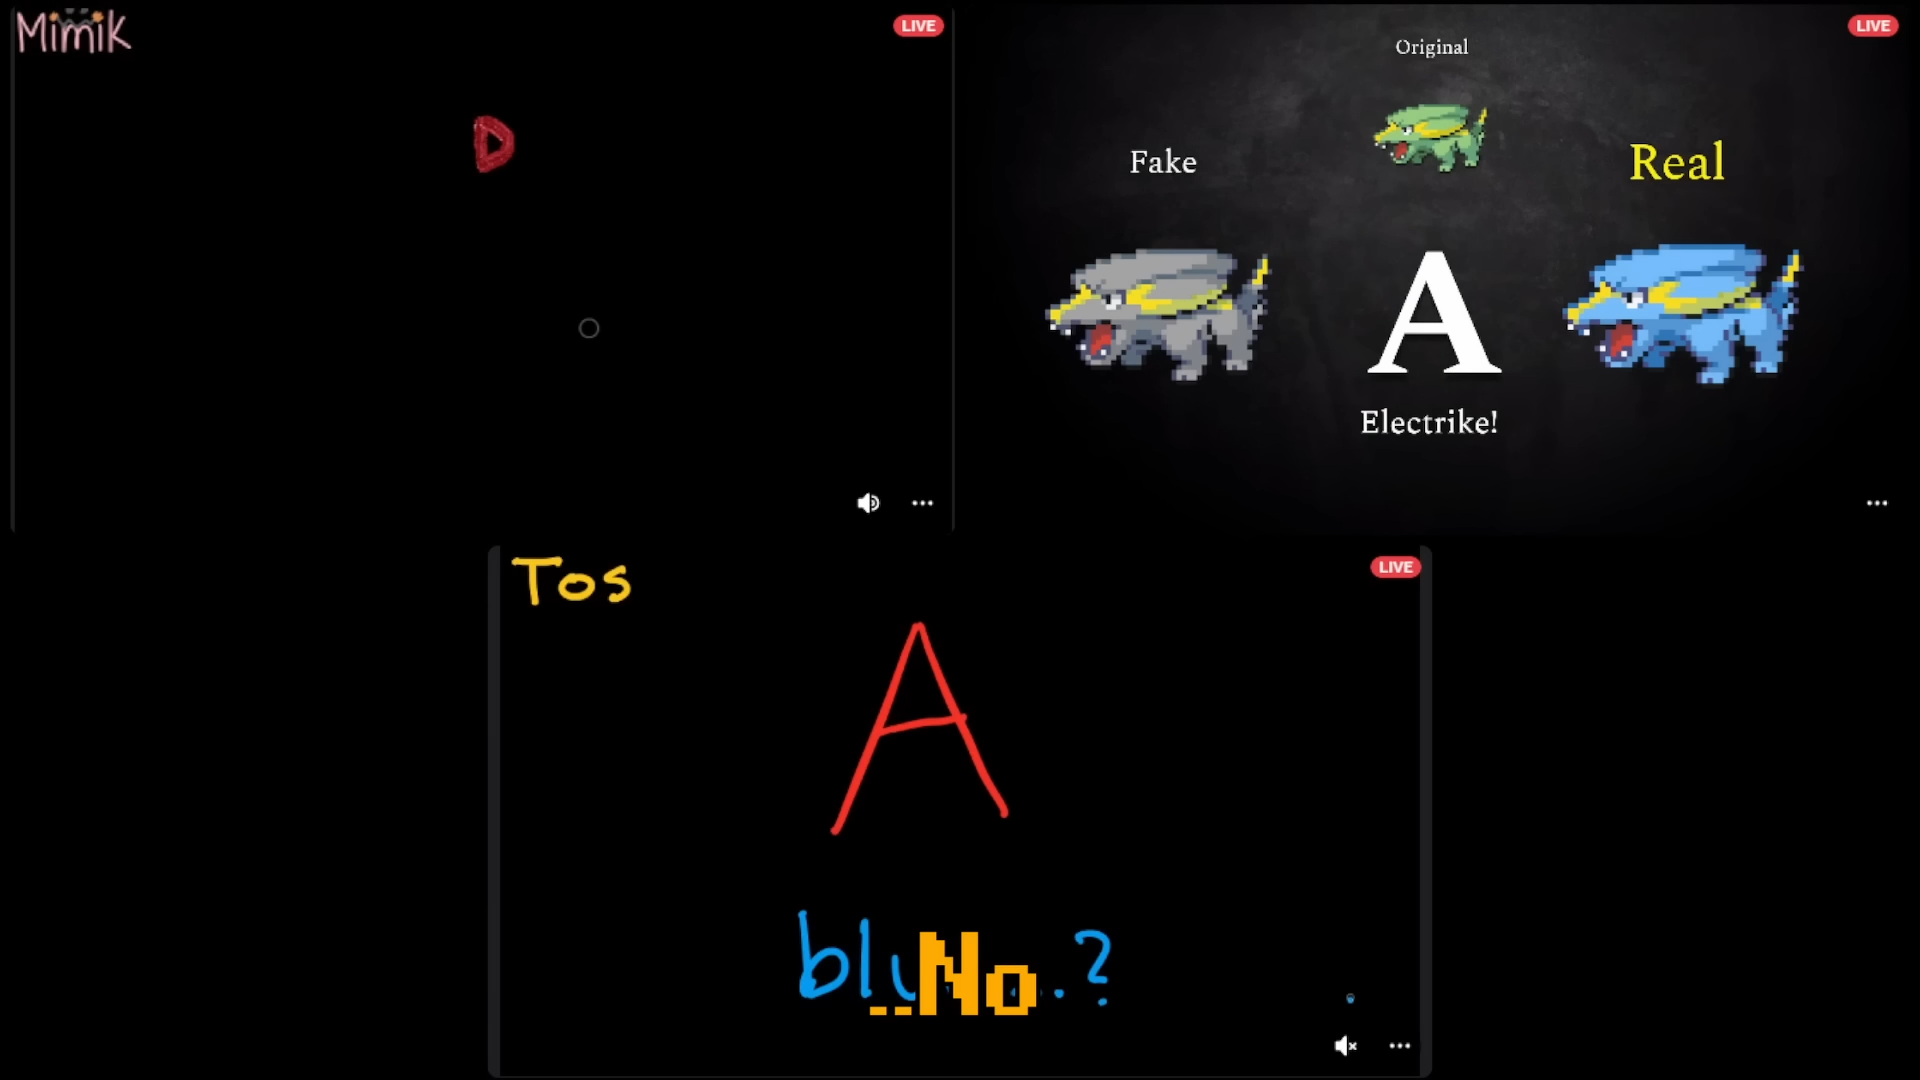 Mimik
LIVE
D
LIVE
Original
Fake
Real
A
Electrike!
Tos
LIVE
A
..?
No